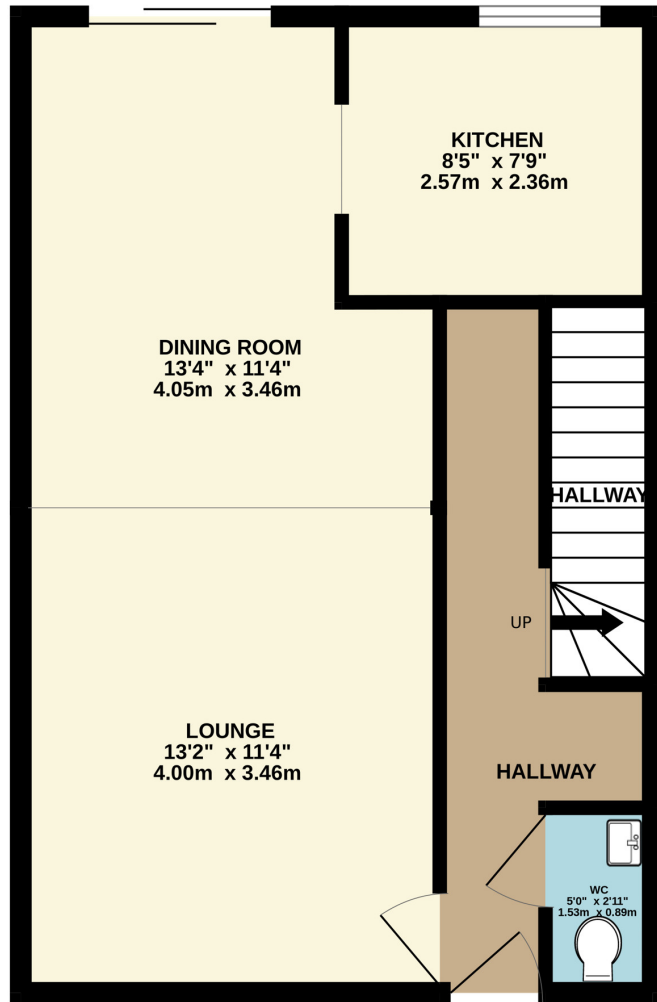 KITCHEN
8'5" x 7'9"
2.57m x 2.36m
DINING ROOM
13'4" x 11'4"
4.05m x 3.46m
HALLWAY
UP
LOUNGE
13'2" x 11'4"
4.00m x 3.46m
HALLWAY
WC
5'0" x 2'11"
1.53m x 0.89m